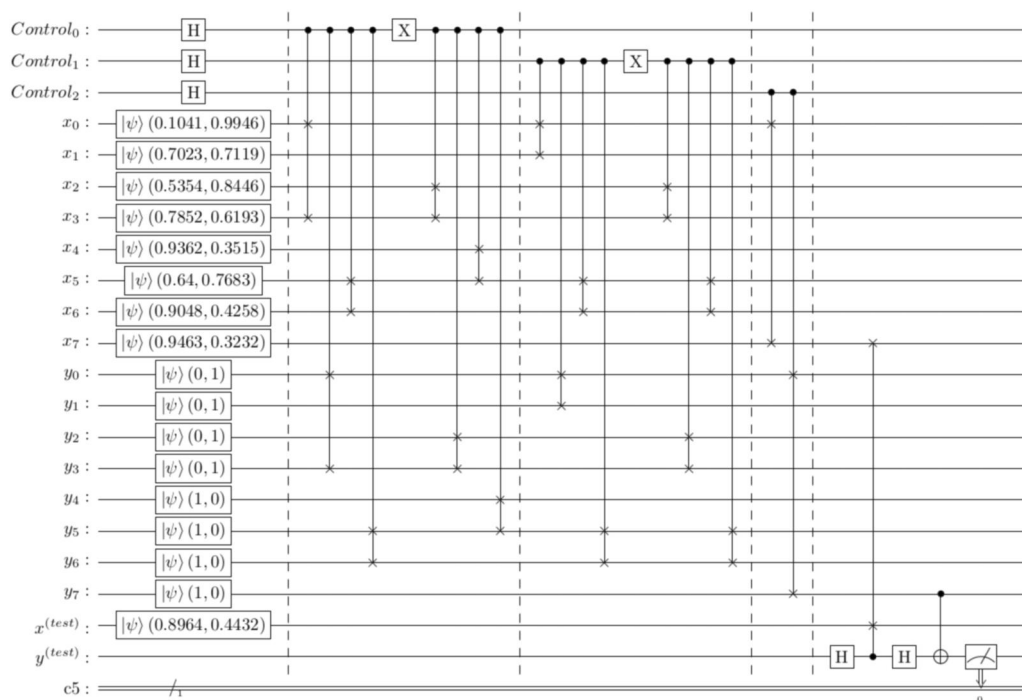 Control₀ : H X
Control₁ : H X
Control₂ : H
x₀ : |ψ⟩ (0.1041, 0.9946)
x₁ : |ψ⟩ (0.7023, 0.7119)
x₂ : |ψ⟩ (0.5354, 0.8446)
x₃ : |ψ⟩ (0.7852, 0.6193)
x₄ : |ψ⟩ (0.9362, 0.3515)
x₅ : |ψ⟩ (0.64, 0.7683)
x₆ : |ψ⟩ (0.9048, 0.4258)
x₇ : |ψ⟩ (0.9463, 0.3232)
y₀ : |ψ⟩ (0, 1)
y₁ : |ψ⟩ (0, 1)
y₂ : |ψ⟩ (0, 1)
y₃ : |ψ⟩ (0, 1)
y₄ : |ψ⟩ (1, 0)
y₅ : |ψ⟩ (1, 0)
y₆ : |ψ⟩ (1, 0)
y₇ : |ψ⟩ (1, 0)
x⁽ᵗᵉˢᵗ⁾ : |ψ⟩ (0.8964, 0.4432)
y⁽ᵗᵉˢᵗ⁾ : H H
c5 : /₁